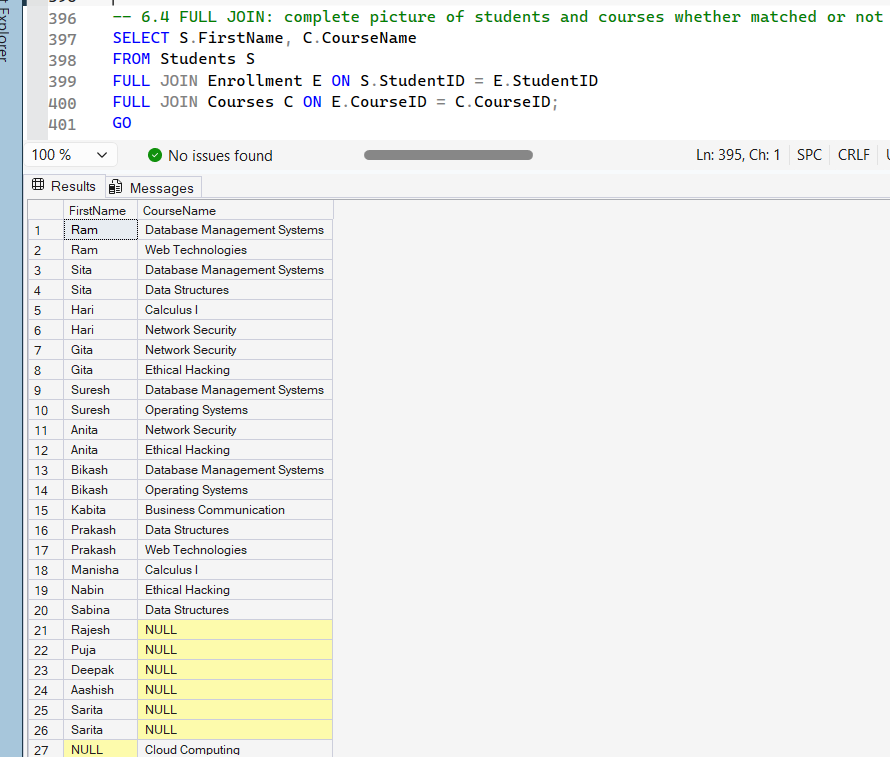 Explorer
396 -- 6.4 FULL JOIN: complete picture of students and courses whether matched or not
397 SELECT S.FirstName, C.CourseName
398 FROM Students S
399 FULL JOIN Enrollment E ON S.StudentID = E.StudentID
400 FULL JOIN Courses C ON E.CourseID = C.CourseID;
401 GO
100 % No issues found Ln: 395, Ch: 1 SPC CRLF
Results Messages
FirstName CourseName
1 Ram Database Management Systems
2 Ram Web Technologies
3 Sita Database Management Systems
4 Sita Data Structures
5 Hari Calculus I
6 Hari Network Security
7 Gita Network Security
8 Gita Ethical Hacking
9 Suresh Database Management Systems
10 Suresh Operating Systems
11 Anita Network Security
12 Anita Ethical Hacking
13 Bikash Database Management Systems
14 Bikash Operating Systems
15 Kabita Business Communication
16 Prakash Data Structures
17 Prakash Web Technologies
18 Manisha Calculus I
19 Nabin Ethical Hacking
20 Sabina Data Structures
21 Rajesh NULL
22 Puja NULL
23 Deepak NULL
24 Aashish NULL
25 Sarita NULL
26 Sarita NULL
27 NULL Cloud Computing